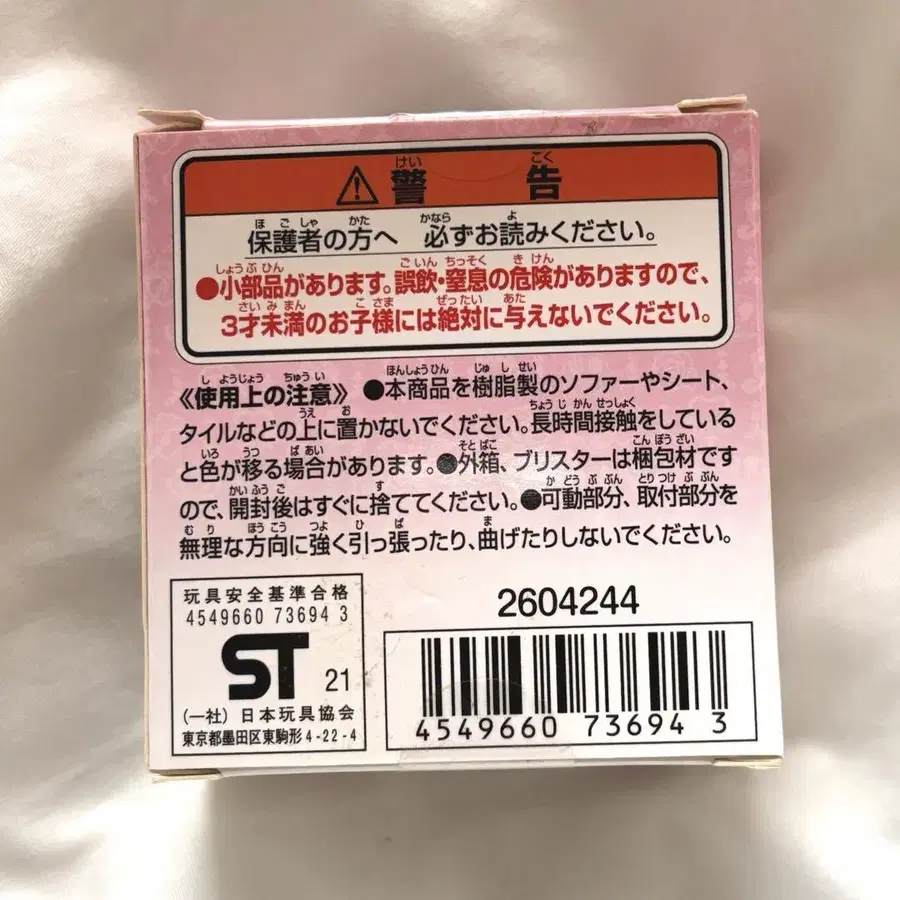 ⚠警告
保護者の方へ 必ずお読みください。
●小部品があります。誤飲・窒息の危険がありますので、
3才未満のお子様には絶対に与えないでください。
《使用上の注意》●本商品を樹脂製のソファーやシート、
タイルなどの上に置かないでください。長時間接触をしている
と色が移る場合があります。●外箱、ブリスターは梱包材です
ので、開封後はすぐに捨ててください。●可動部分、取付部分を
無理な方向に強く引っ張ったり、曲げたりしないでください。
玩具安全基準合格
4549660 73694 3
ST 21
(一社)日本玩具協会
東京都墨田区東駒形4-22-4
2604244
4549660 73694 3